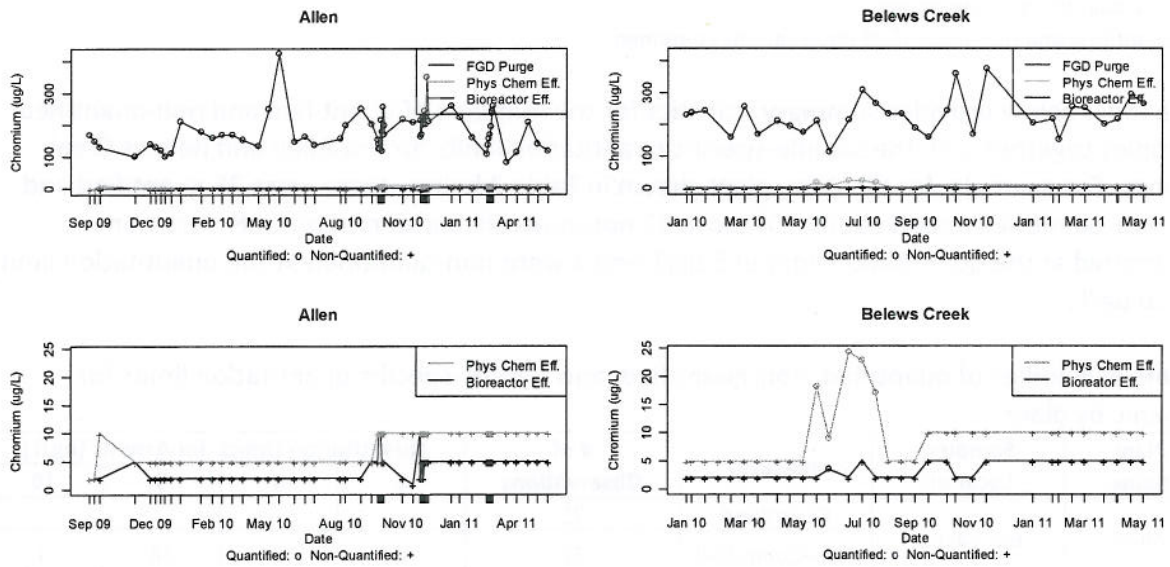 Allen
Chromium (ug/L)
0 100 300
FGD Purge
Phys Chem Eff.
Bioreactor Eff.
Sep 09 Dec 09 Feb 10 May 10 Aug 10 Nov 10 Jan 11 Apr 11
Date
Quantified: o Non-Quantified: +
Belews Creek
Chromium (ug/L)
0 100 300
FGD Purge
Phys Chem Eff.
Bioreactor Eff.
Jan 10 Mar 10 May 10 Jul 10 Sep 10 Nov 10 Jan 11 Mar 11 May 11
Date
Quantified: o Non-Quantified: +
Allen
Chromium (ug/L)
0 5 10 15 20 25
Phys Chem Eff.
Bioreactor Eff.
Sep 09 Dec 09 Feb 10 May 10 Aug 10 Nov 10 Jan 11 Apr 11
Date
Quantified: o Non-Quantified: +
Belews Creek
Chromium (ug/L)
0 5 10 15 20 25
Phys Chem Eff.
Bioreator Eff.
Jan 10 Mar 10 May 10 Jul 10 Sep 10 Nov 10 Jan 11 Mar 11 May 11
Date
Quantified: o Non-Quantified: +